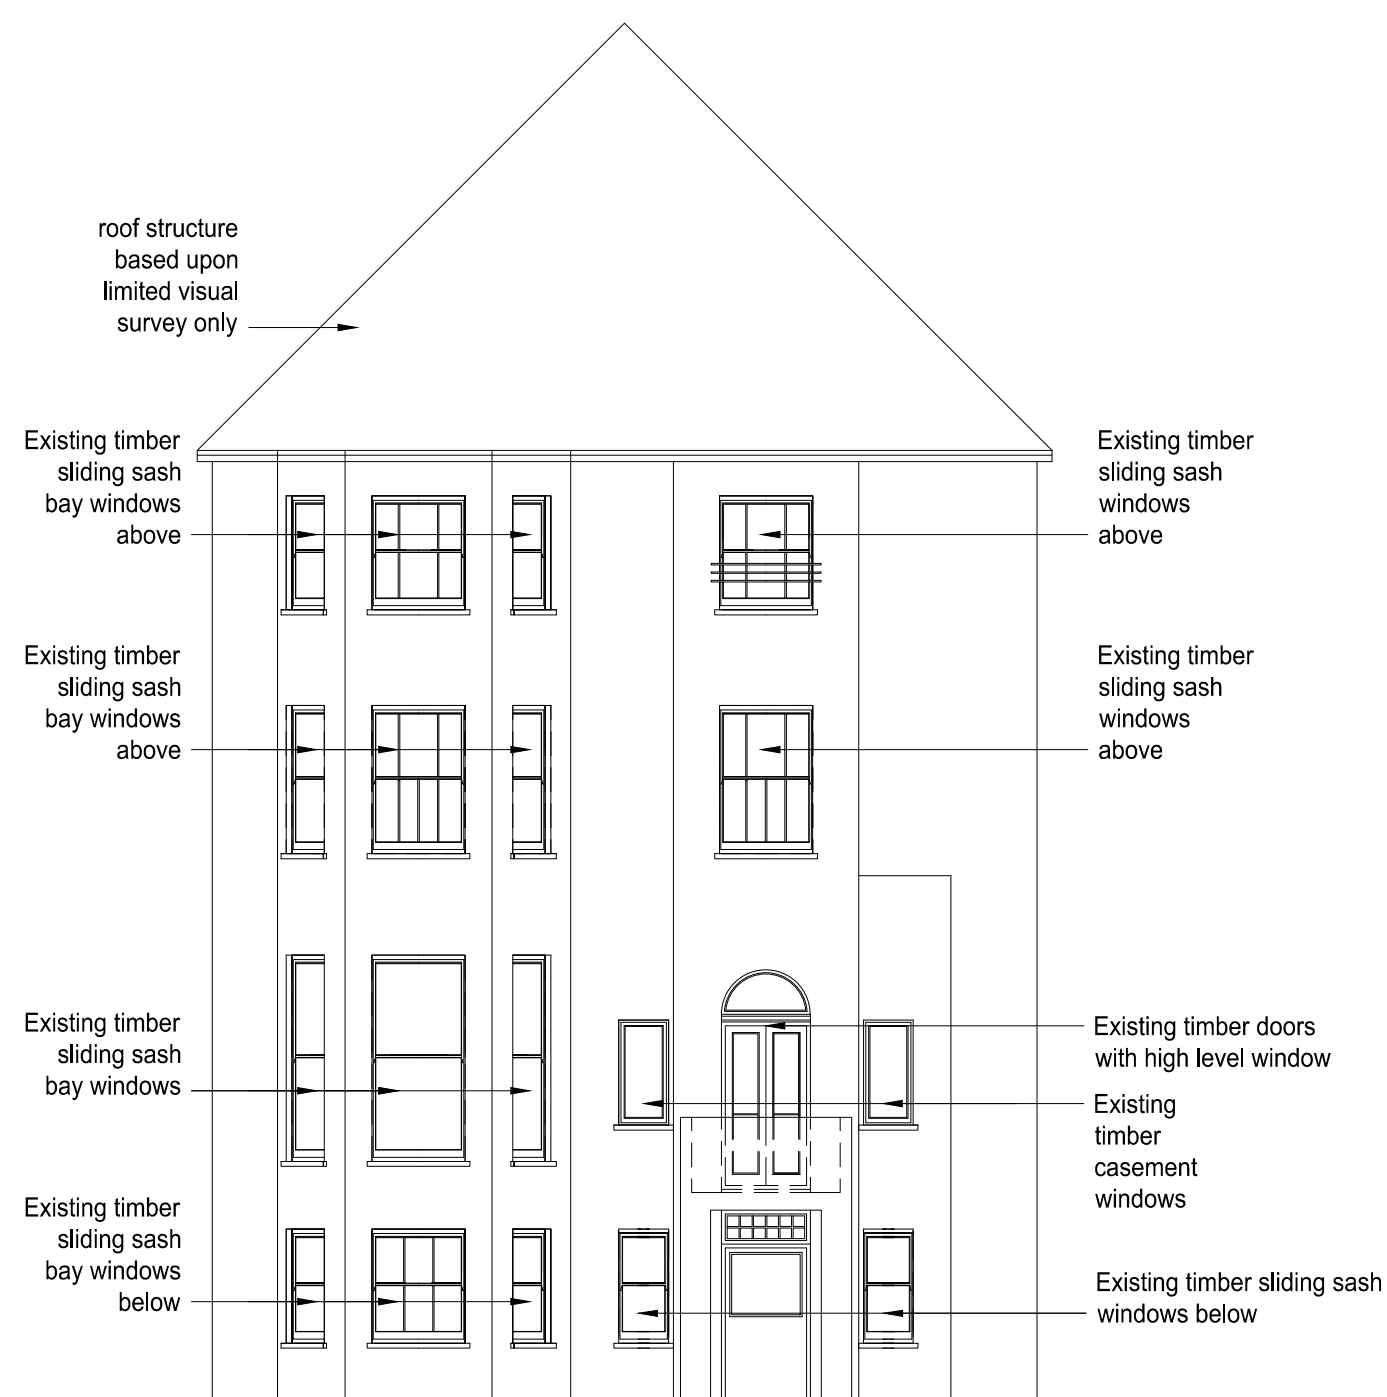 roof structure
based upon
limited visual
survey only
Existing timber
sliding sash
bay windows
above
Existing timber
sliding sash
windows
above
Existing timber
sliding sash
bay windows
above
Existing timber
sliding sash
windows
above
Existing timber
sliding sash
bay windows
Existing timber doors
with high level window
Existing
timber
casement
windows
Existing timber
sliding sash
bay windows
below
Existing timber sliding sash
windows below